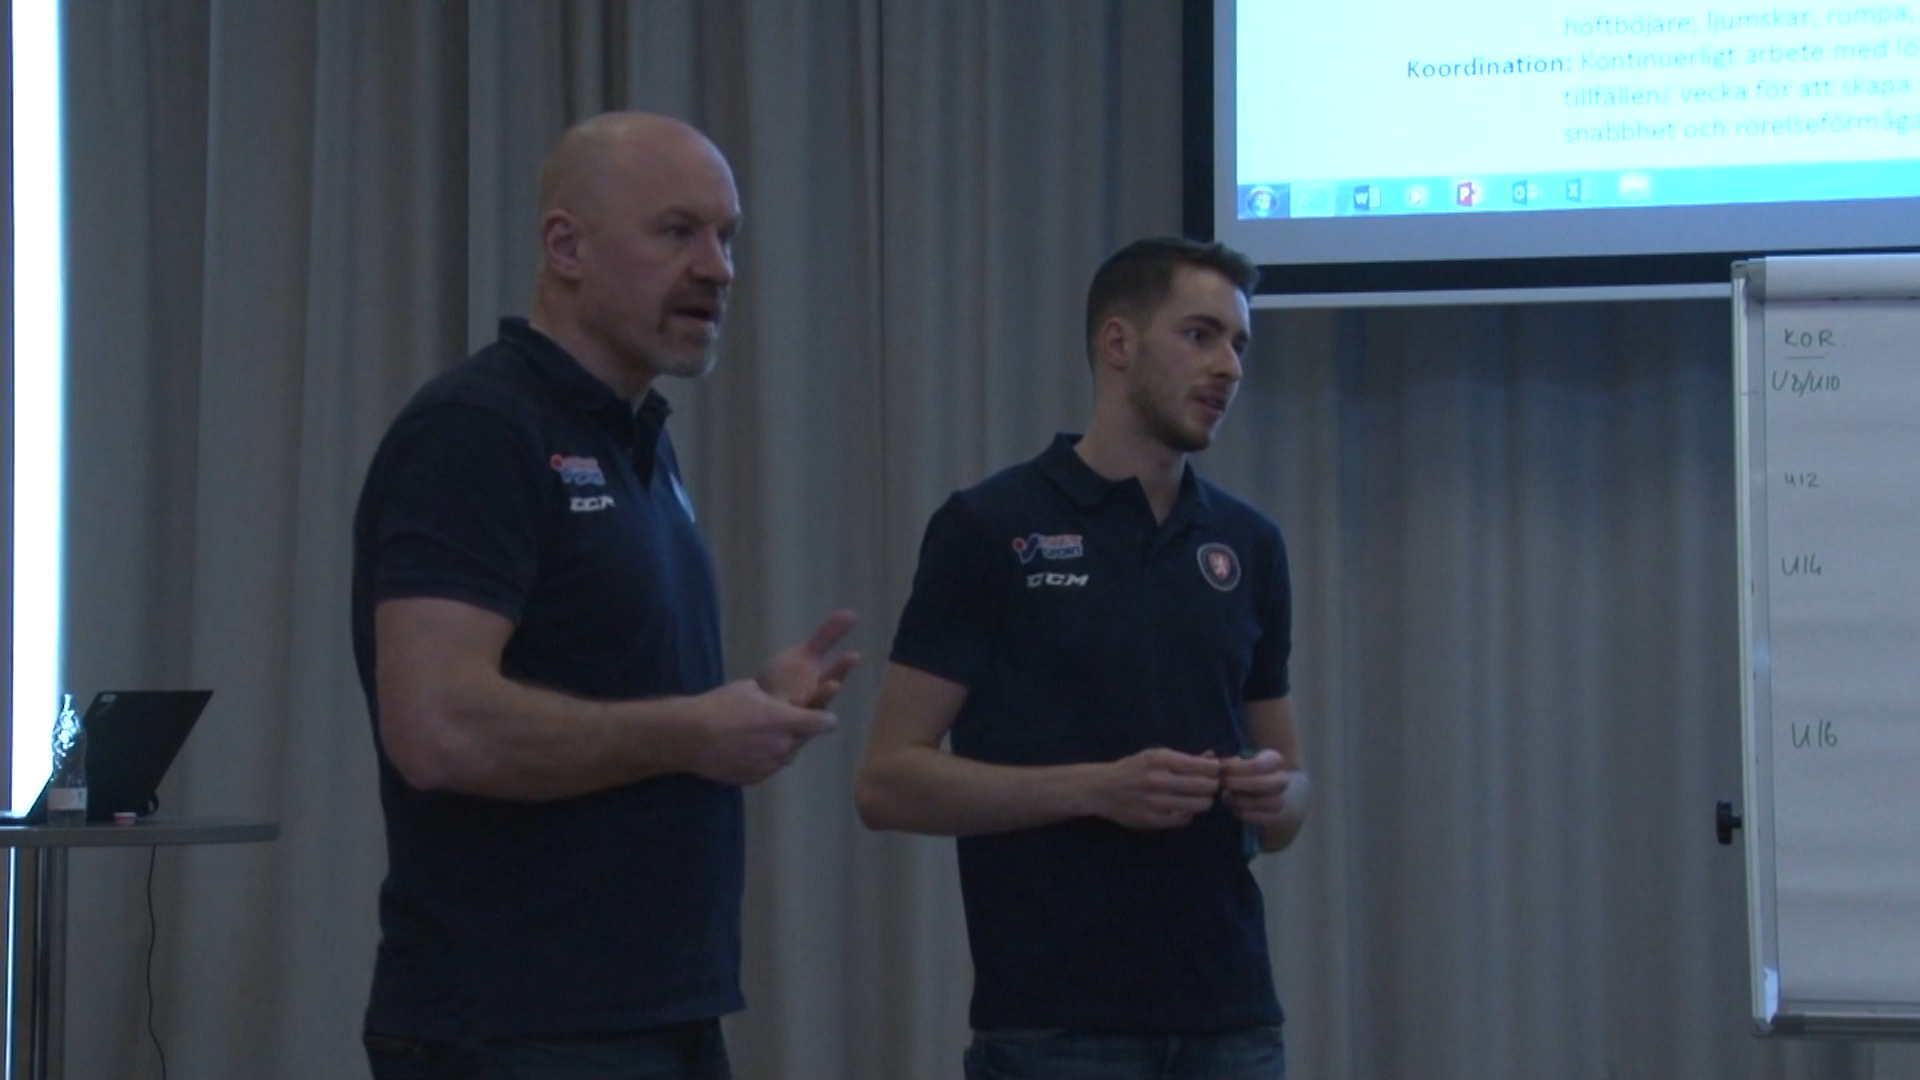 höftböjare, ljumskar, rumpa,
Koordination: Kontinuerligt arbete med
tillfällen/ vecka för att skapa
snabbhet och rörelseförmåga
KOR
U8/U10
U12
U14
U16
SPORT
CCM
CCM